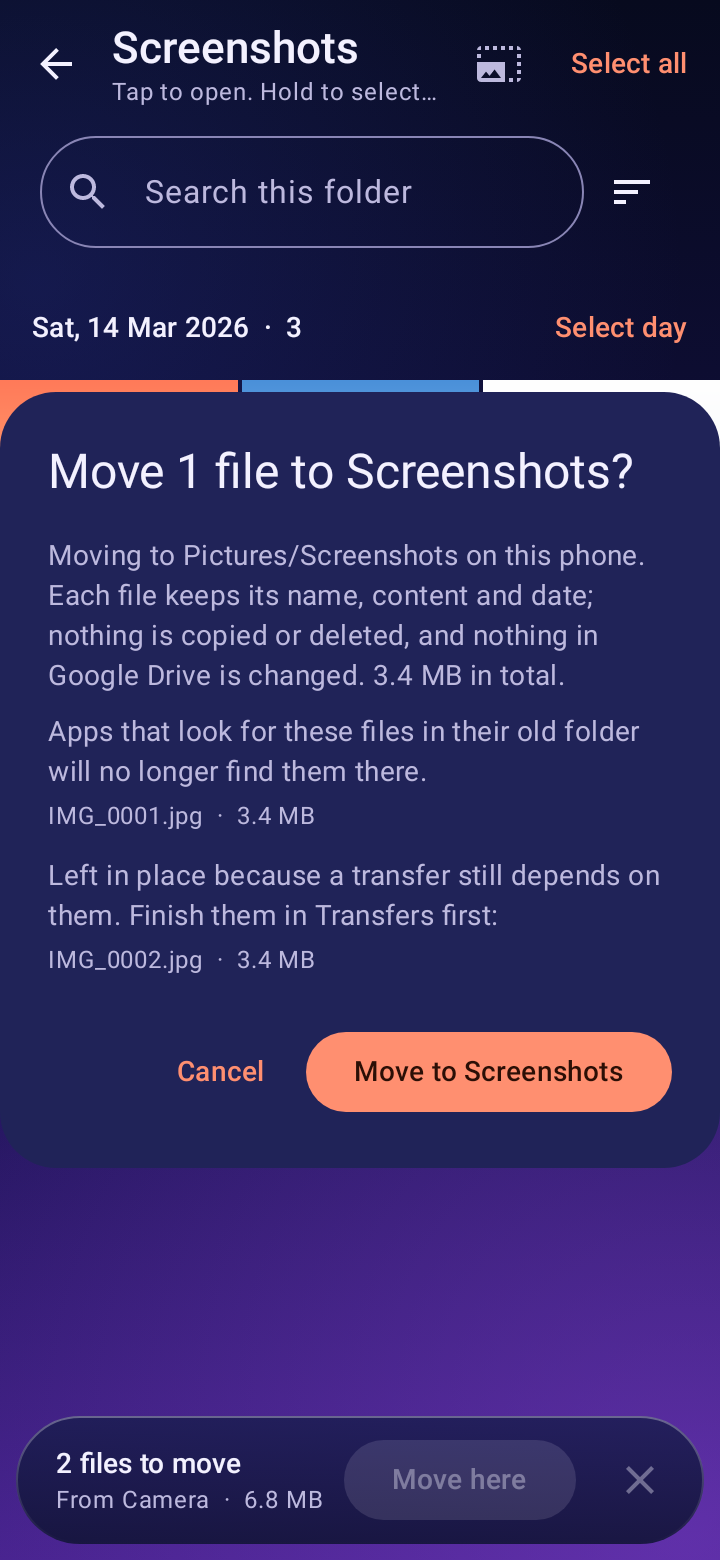 Screenshots
Tap to open. Hold to select…
Select all
Search this folder
Sat, 14 Mar 2026 · 3
Select day
Move 1 file to Screenshots?
Moving to Pictures/Screenshots on this phone.
Each file keeps its name, content and date;
nothing is copied or deleted, and nothing in
Google Drive is changed. 3.4 MB in total.
Apps that look for these files in their old folder
will no longer find them there.
IMG_0001.jpg · 3.4 MB
Left in place because a transfer still depends on
them. Finish them in Transfers first:
IMG_0002.jpg · 3.4 MB
Cancel
Move to Screenshots
2 files to move
From Camera · 6.8 MB
Move here